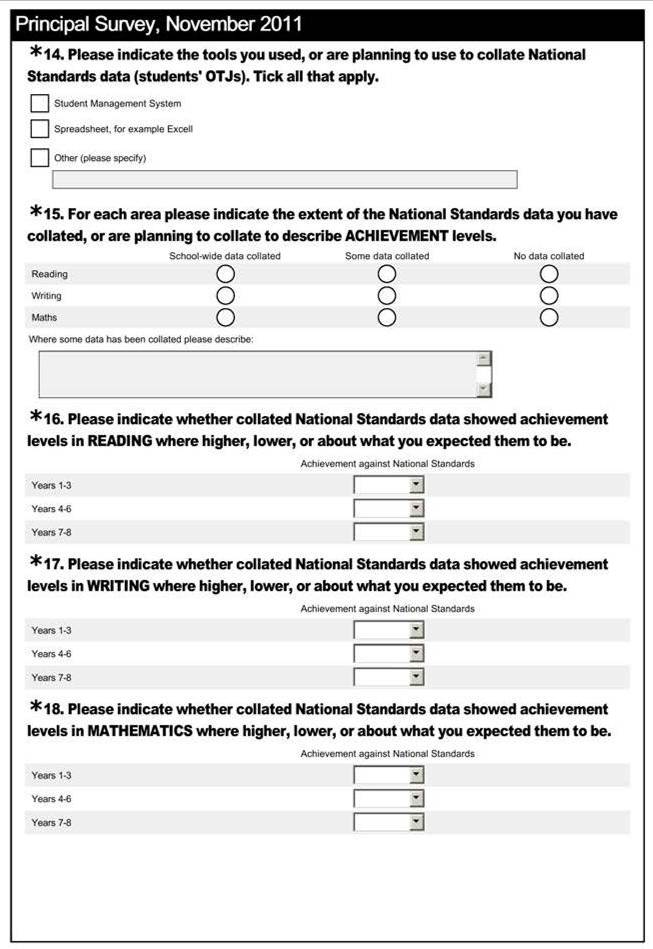 Principal Survey, November 2011
*14. Please indicate the tools you used, or are planning to use to collate National
Standards data (students' OTJs). Tick all that apply.
Student Management System
Spreadsheet, for example Excell
Other (please specify)
*15. For each area please indicate the extent of the National Standards data you have
collated, or are planning to collate to describe ACHIEVEMENT levels.
School-wide data collated Some data collated No data collated
Reading
Writing
Maths
Where some data has been collated please describe:
*16. Please indicate whether collated National Standards data showed achievement
levels in READING where higher, lower, or about what you expected them to be.
Achievement against National Standards
Years 1-3
Years 4-6
Years 7-8
*17. Please indicate whether collated National Standards data showed achievement
levels in WRITING where higher, lower, or about what you expected them to be.
Achievement against National Standards
Years 1-3
Years 4-6
Years 7-8
*18. Please indicate whether collated National Standards data showed achievement
levels in MATHEMATICS where higher, lower, or about what you expected them to be.
Achievement against National Standards
Years 1-3
Years 4-6
Years 7-8